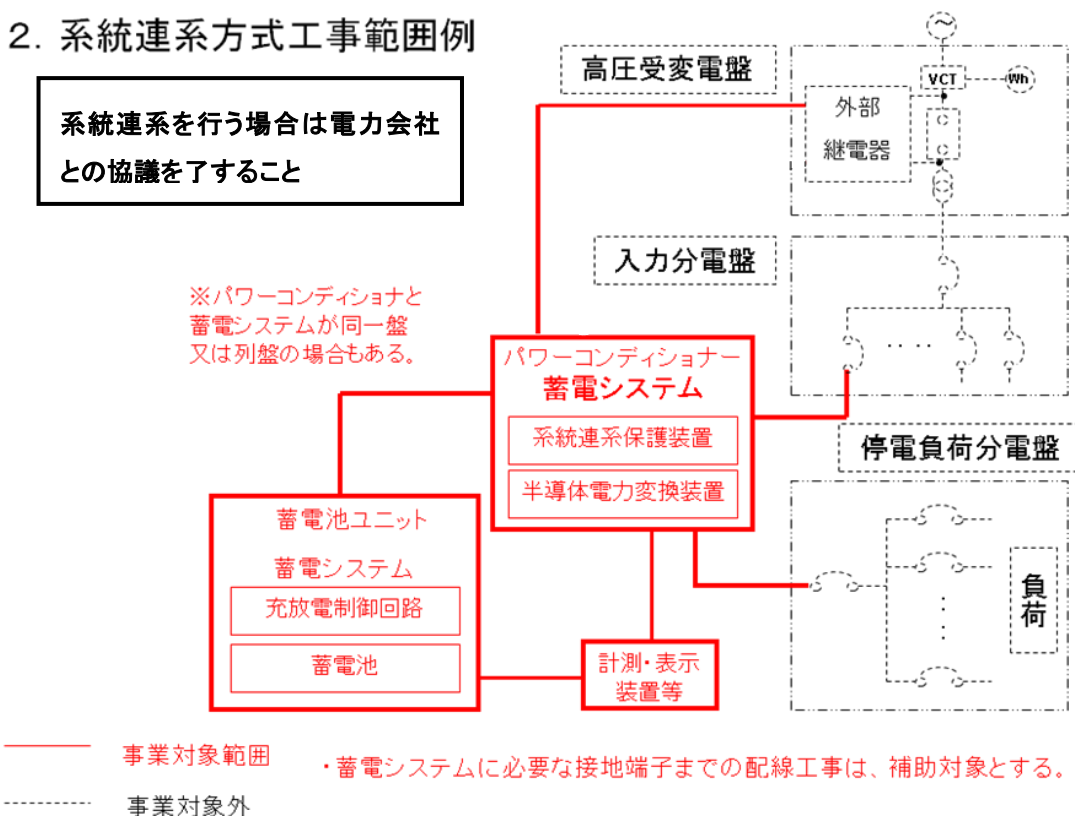 2. 系統連系方式工事範囲例
系統連系を行う場合は電力会社
との協議を了すること
高圧受変電盤
VCT
Wh
外部
継電器
入力分電盤
※パワーコンディショナと
蓄電システムが同一盤
又は列盤の場合もある。
パワーコンディショナー
蓄電システム
系統連系保護装置
半導体電力変換装置
停電負荷分電盤
負荷
蓄電池ユニット
蓄電システム
充放電制御回路
蓄電池
計測・表示
装置等
事業対象範囲
・蓄電システムに必要な接地端子までの配線工事は、補助対象とする。
事業対象外